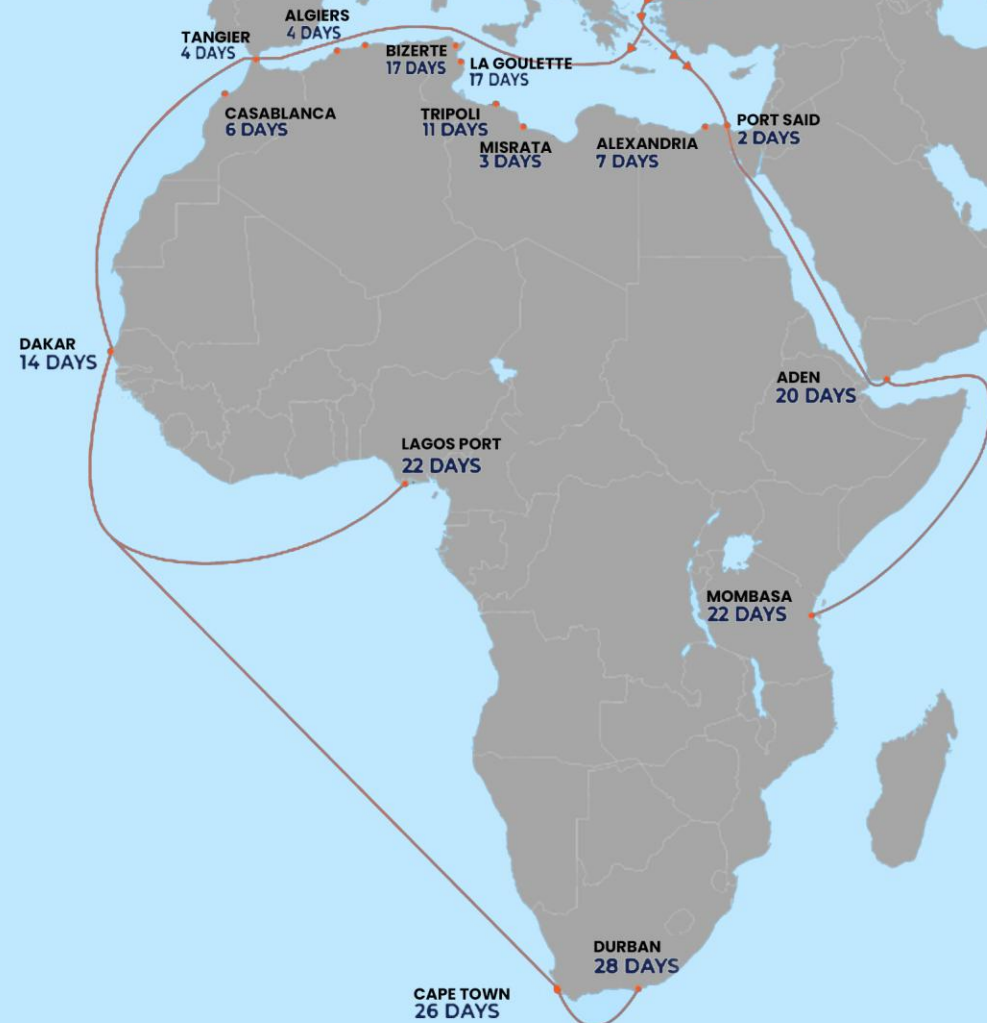 ALGIERS
4 DAYS
TANGIER
4 DAYS
BIZERTE
17 DAYS
LA GOULETTE
17 DAYS
CASABLANCA
6 DAYS
TRIPOLI
11 DAYS
MISRATA
3 DAYS
ALEXANDRIA
7 DAYS
PORT SAID
2 DAYS
DAKAR
14 DAYS
ADEN
20 DAYS
LAGOS PORT
22 DAYS
MOMBASA
22 DAYS
DURBAN
28 DAYS
CAPE TOWN
26 DAYS